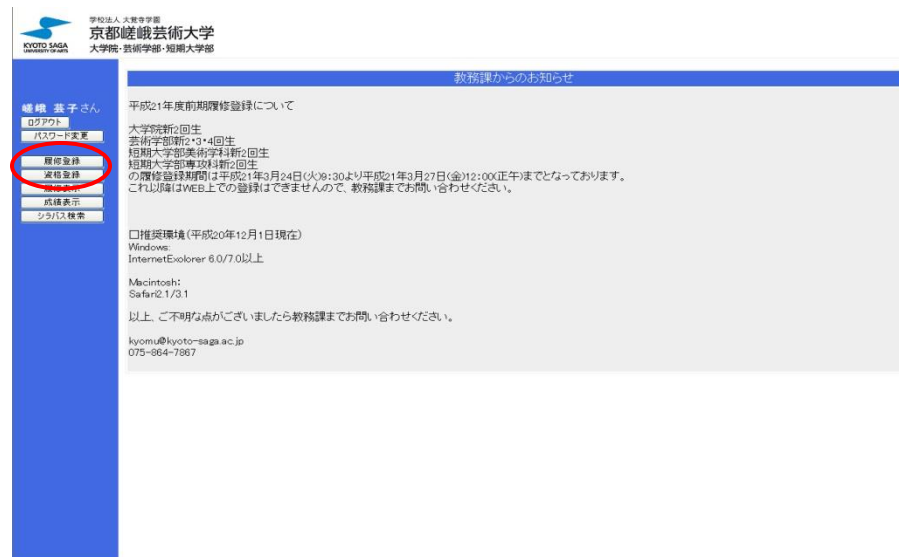 学校法人 大覚寺学園
京都嵯峨芸術大学
大学院・芸術学部・短期大学部
KYOTO SAGA
UNIVERSITY OF ARTS
教務課からのお知らせ
嵯峨 芸子さん
ログアウト
パスワード変更
履修登録
資格登録
履修表示
成績表示
シラバス検索
平成21年度前期履修登録について
大学院新2回生
芸術学部新2・3・4回生
短期大学部美術学科新2回生
短期大学部専攻科新2回生
の履修登録期間は平成21年3月24日(火)9:30より平成21年3月27日(金)12:00(正午)までとなっております。
これ以降はWEB上での登録はできませんので、教務課までお問い合わせください。
□推奨環境(平成20年12月1日現在)
Windows:
InternetExolorer 6.0/7.0以上
Macintosh:
Safari2.1/3.1
以上、ご不明な点がございましたら教務課までお問い合わせください。
kyomu@kyoto-saga.ac.jp
075-864-7867